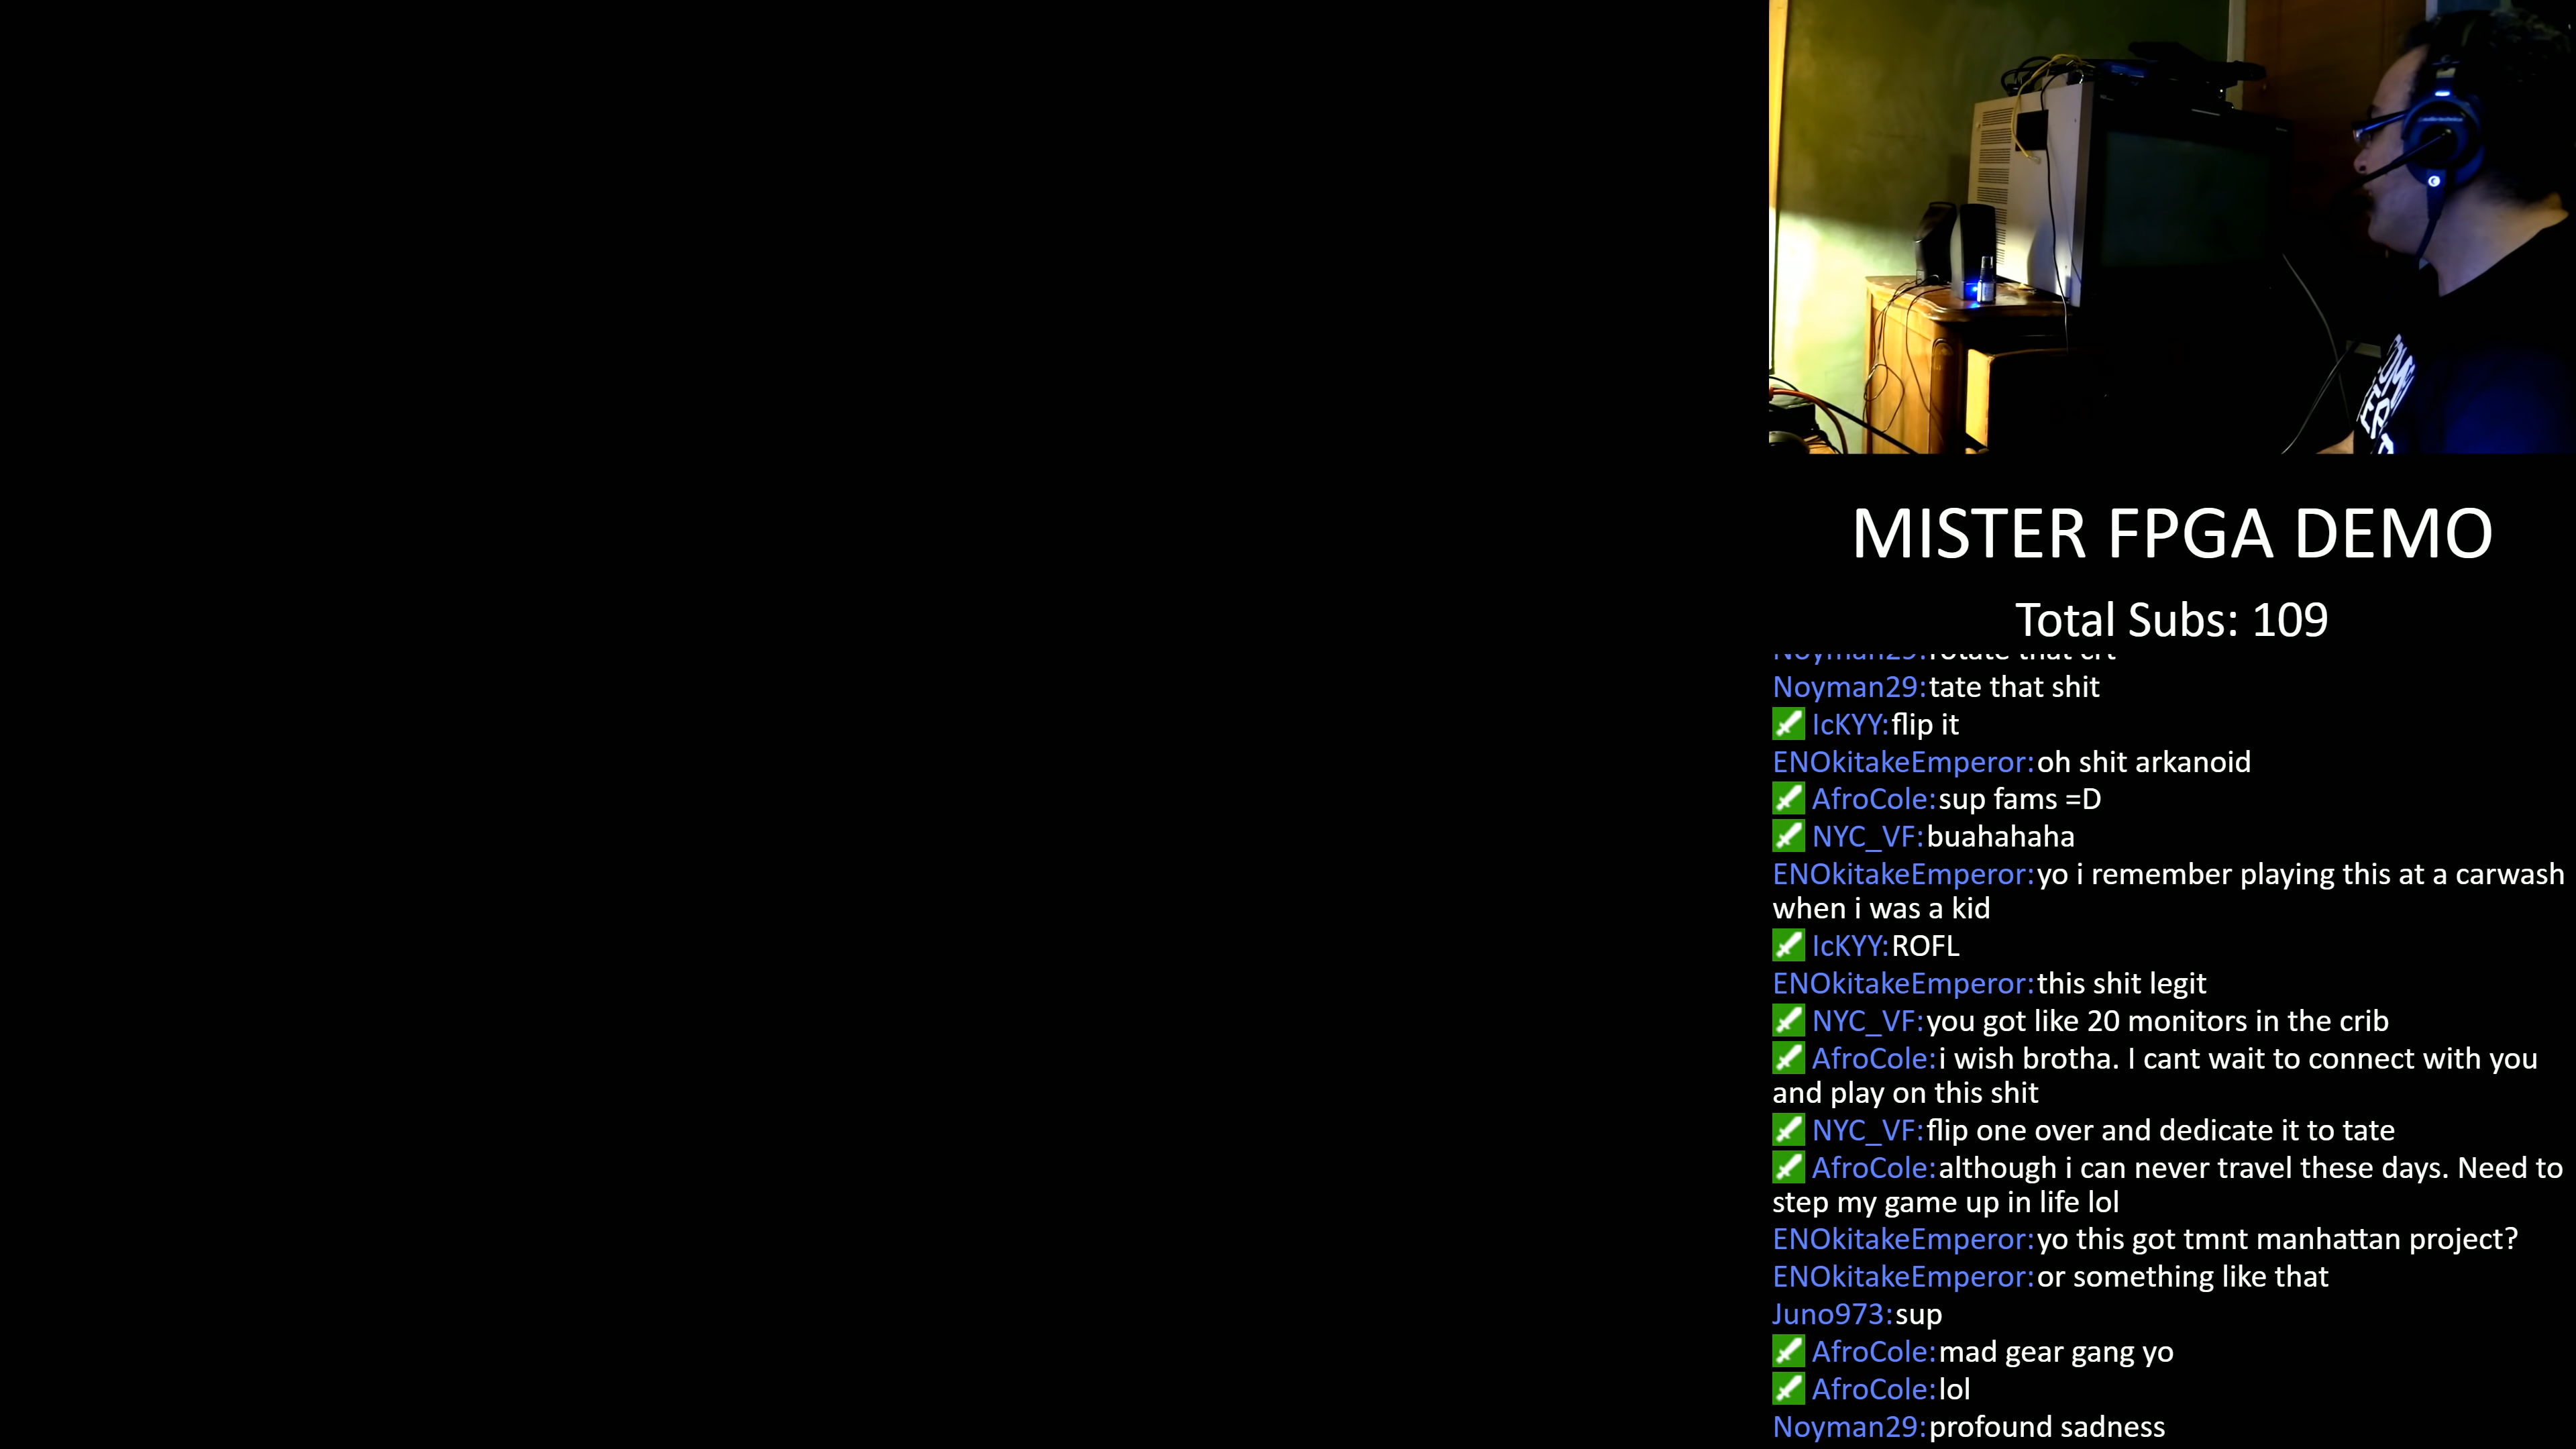 MISTER FPGA DEMO
Total Subs: 109
Noyman29:rotate that crt
Noyman29:tate that shit
IcKYY:flip it
ENOkitakeEmperor:oh shit arkanoid
AfroCole:sup fams =D
NYC_VF:buahahaha
ENOkitakeEmperor:yo i remember playing this at a carwash
when i was a kid
IcKYY:ROFL
ENOkitakeEmperor:this shit legit
NYC_VF:you got like 20 monitors in the crib
AfroCole:i wish brotha. I cant wait to connect with you
and play on this shit
NYC_VF:flip one over and dedicate it to tate
AfroCole:although i can never travel these days. Need to
step my game up in life lol
ENOkitakeEmperor:yo this got tmnt manhattan project?
ENOkitakeEmperor:or something like that
Juno973:sup
AfroCole:mad gear gang yo
AfroCole:lol
Noyman29:profound sadness